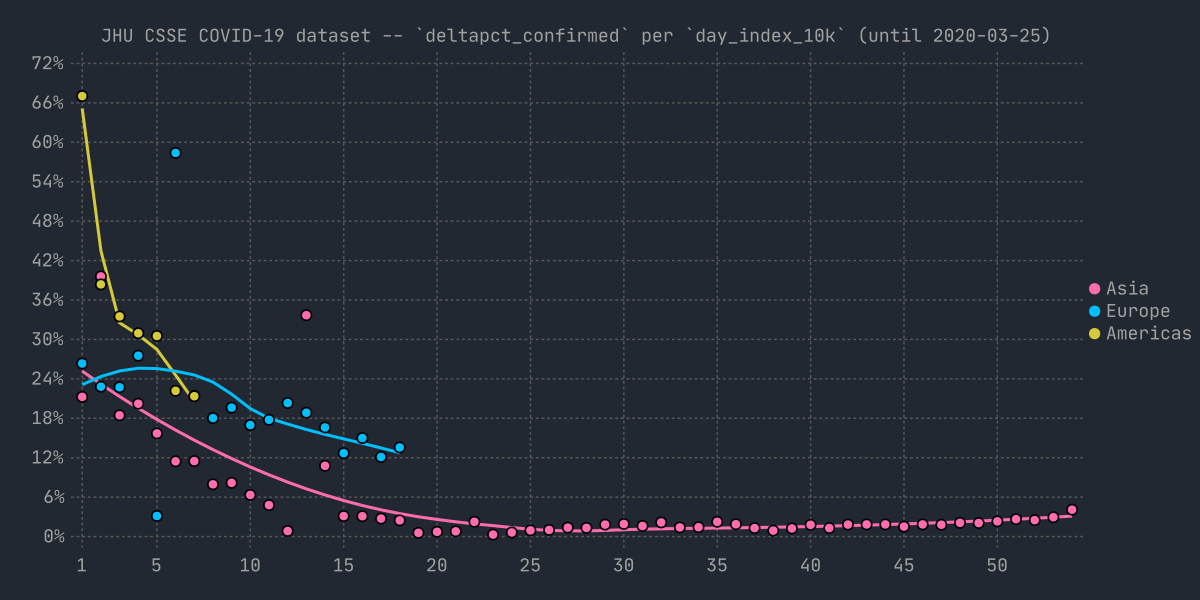 JHU CSSE COVID-19 dataset -- `deltapct_confirmed` per `day_index_10k` (until 2020-03-25)
72%
66%
60%
54%
48%
42%
36%
30%
24%
18%
12%
6%
0%
1 5 10 15 20 25 30 35 40 45 50
Asia
Europe
Americas